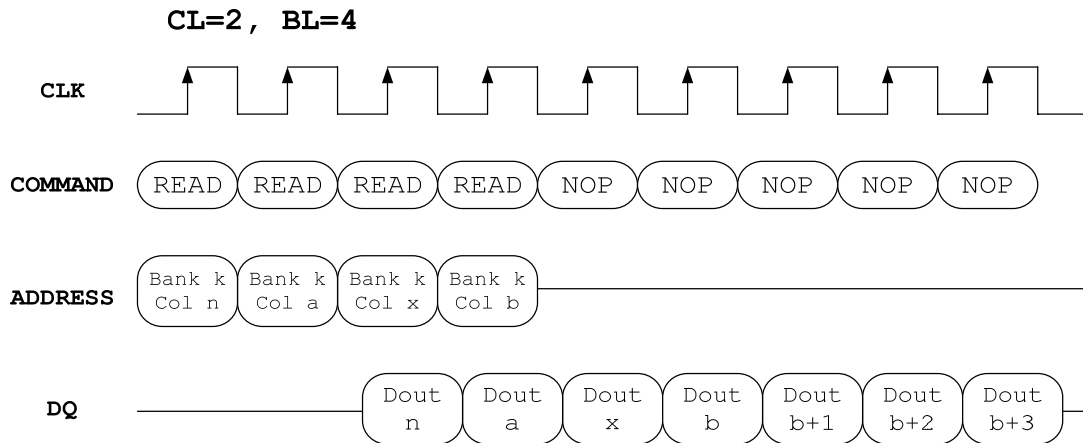 CL=2, BL=4
CLK
COMMAND READ READ READ READ NOP NOP NOP NOP NOP
Bank k Bank k Bank k Bank k
ADDRESS
Col n Col a Col x Col b
Dout Dout Dout Dout Dout Dout Dout
DQ
n a x b b+1 b+2 b+3